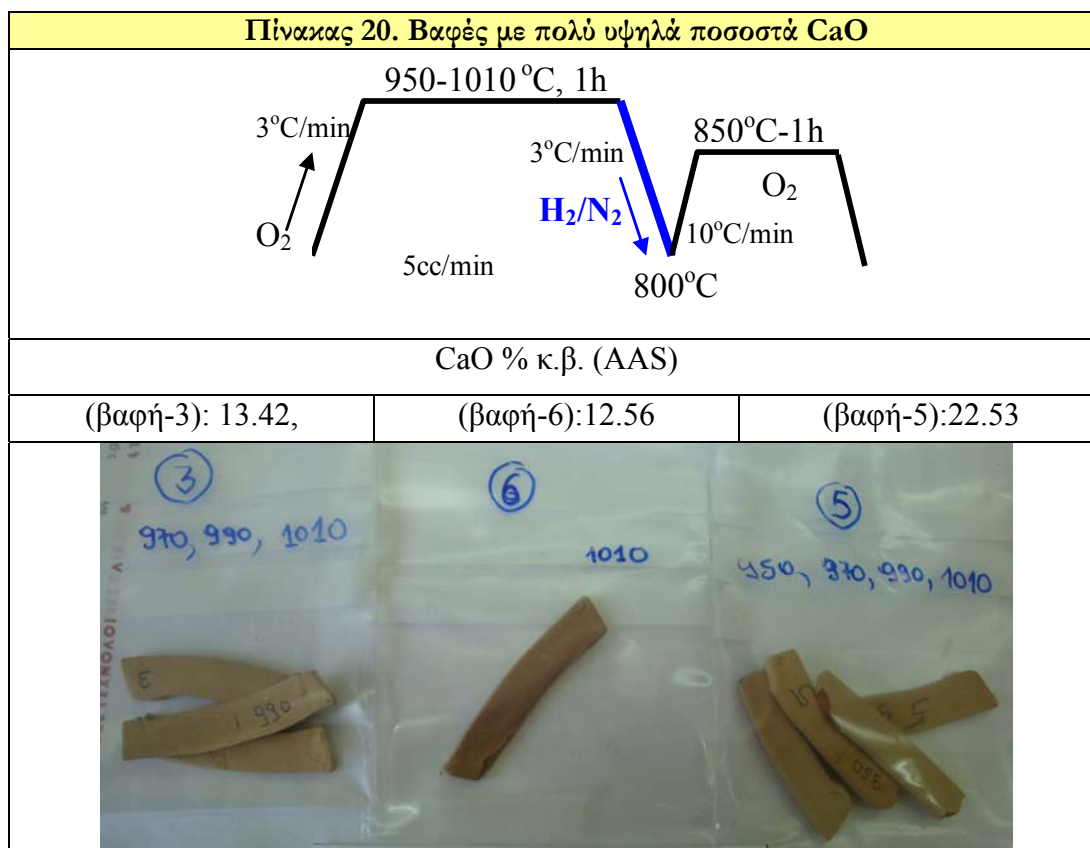 Πίνακας 20. Βαφές με πολύ υψηλά ποσοστά CaO
950-1010 °C, 1h
3°C/min
850°C-1h
3°C/min
O₂
H₂/N₂
O₂
10°C/min
5cc/min
800°C
CaO % κ.β. (AAS)
(βαφή-3): 13.42,
(βαφή-6):12.56
(βαφή-5):22.53
3
970, 990, 1010
6
1010
5
950, 970, 990, 1010
3
990
5
5
950